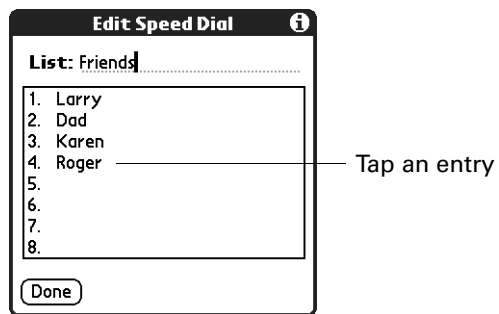 Edit Speed Dial i
List: Friends
1. Larry
2. Dad
3. Karen
4. Roger
Tap an entry
5.
6.
7.
8.
Done